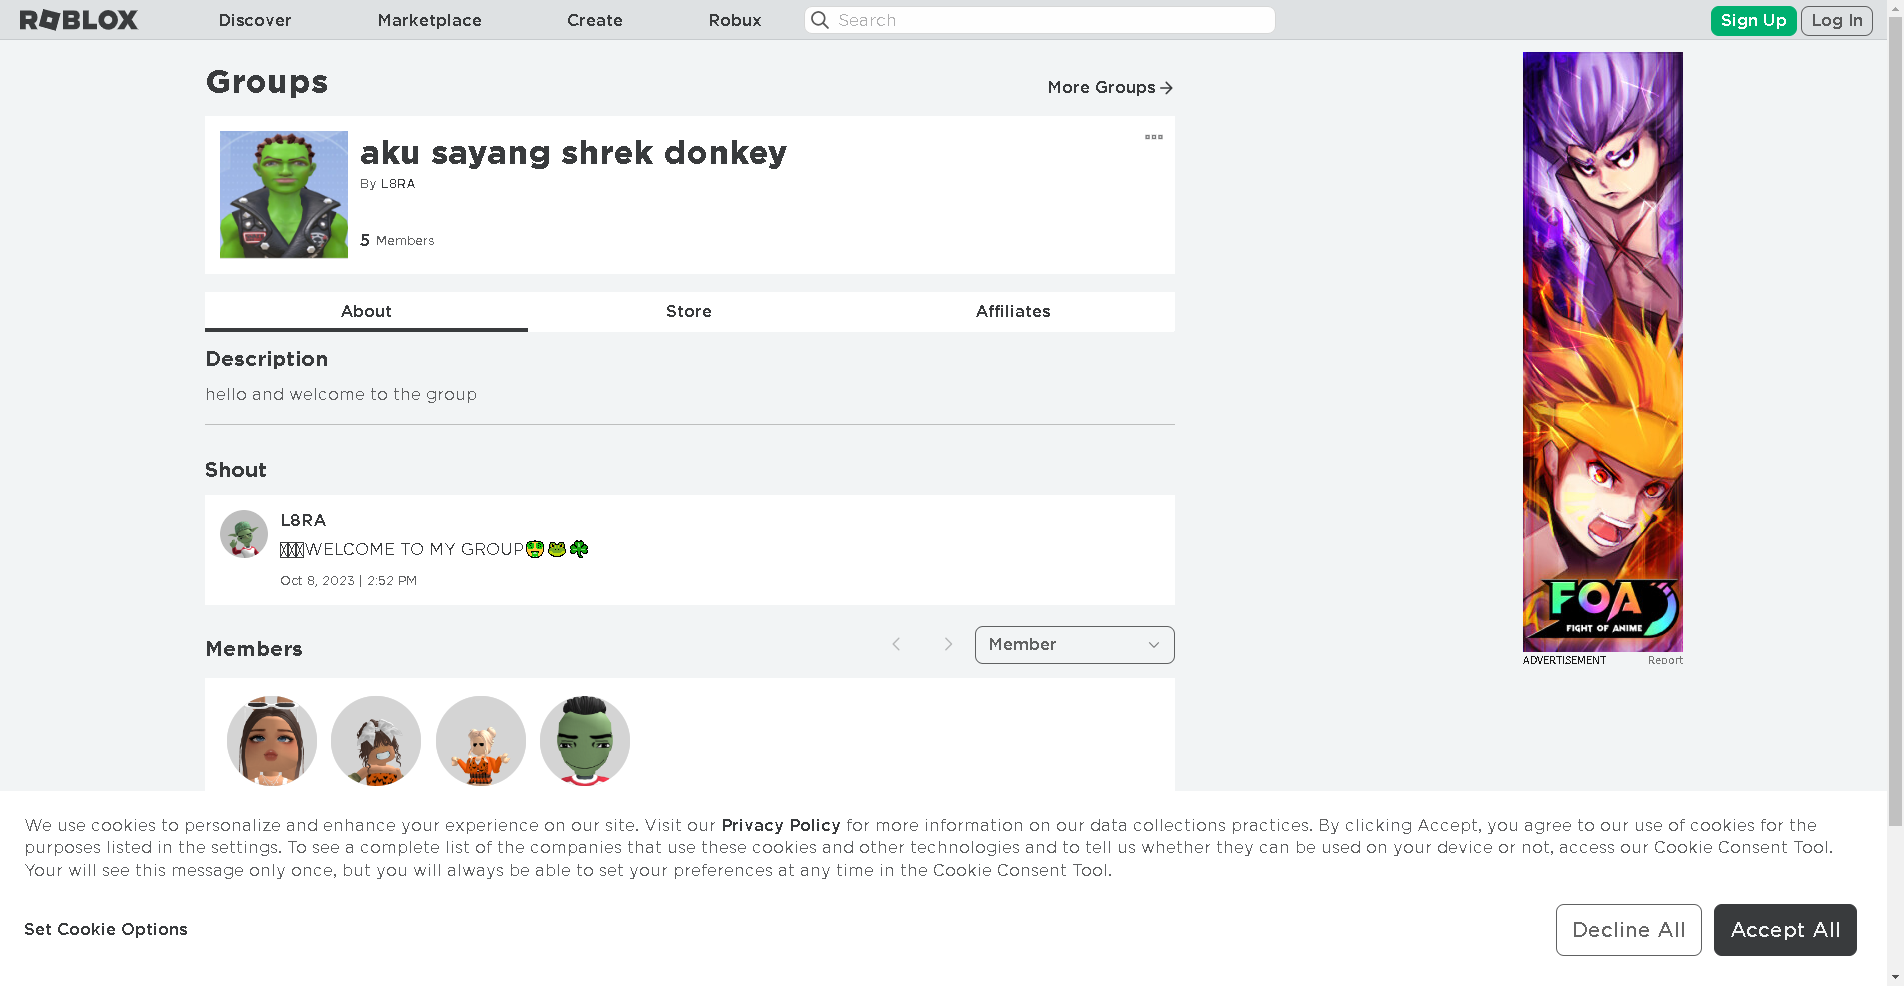 ROBLOX Discover Marketplace Create Robux Search Sign Up Log In
Groups
More Groups
aku sayang shrek donkey
By L8RA
5 Members
About Store Affiliates
Description
hello and welcome to the group
Shout
L8RA
WELCOME TO MY GROUP🤑🐸☘
Oct 8, 2023 | 2:52 PM
Members
Member
FOA
FIGHT OF ANIME
ADVERTISEMENT Report
We use cookies to personalize and enhance your experience on our site. Visit our Privacy Policy for more information on our data collections practices. By clicking Accept, you agree to our use of cookies for the
purposes listed in the settings. To see a complete list of the companies that use these cookies and other technologies and to tell us whether they can be used on your device or not, access our Cookie Consent Tool.
Your will see this message only once, but you will always be able to set your preferences at any time in the Cookie Consent Tool.
Set Cookie Options
Decline All
Accept All